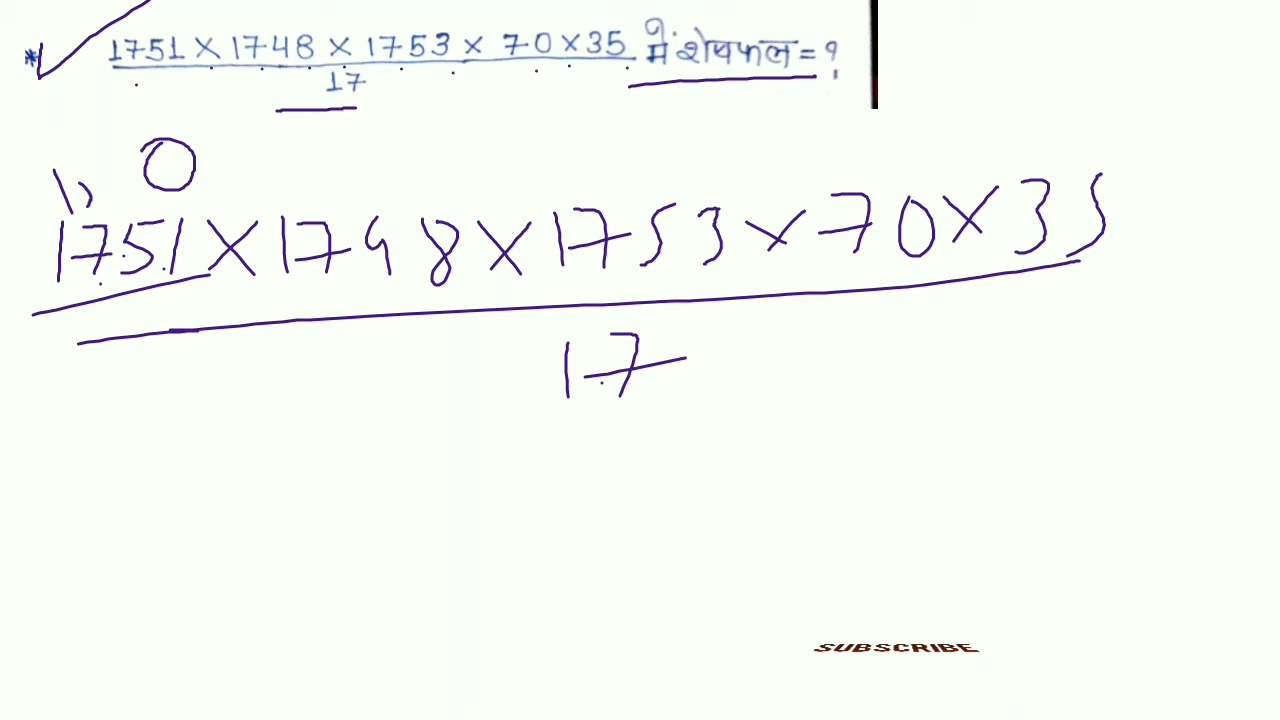 * 1751 × 1748 × 1753 × 70 × 35 में शेषफल = ?
17
0
1751 × 1748 × 1753 × 70 × 35
17
SUBSCRIBE